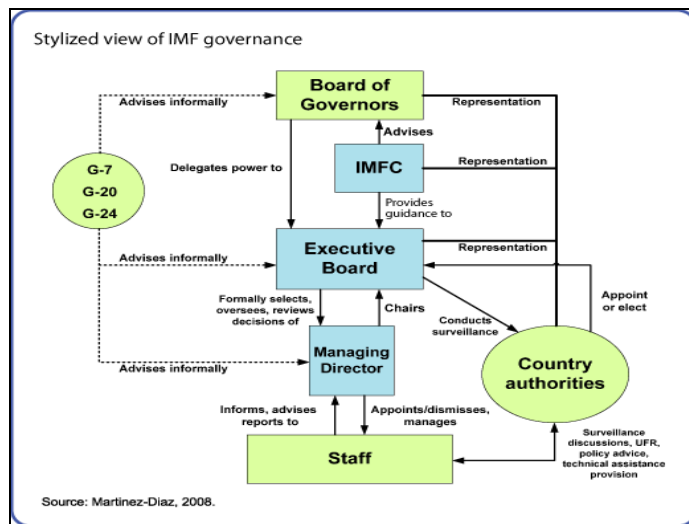 Stylized view of IMF governance
Board of
Governors
Advises informally
Representation
Advises
G-7
G-20
G-24
Delegates power to
IMFC
Representation
Provides
guidance to
Executive
Board
Advises informally
Representation
Appoint
or elect
Formally selects,
oversees, reviews
decisions of
Chairs
Conducts
surveillance
Managing
Director
Advises informally
Country
authorities
Informs, advises
reports to
Appoints/dismisses,
manages
Staff
Surveillance
discussions, UFR,
policy advice,
technical assistance
provision
Source: Martinez-Diaz, 2008.